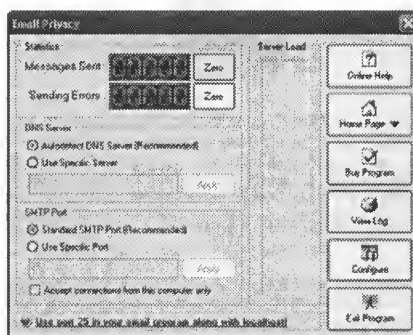 Email Privacy
Statistics
Messages Sent
Zero
Sending Errors
Zero
Server Load
DNS Server
Autodetect DNS Server (Recommended)
Use Specific Server
Apply
SMTP Port
Standard SMTP Port (Recommended)
Use Specific Port
Apply
Accept connections from this computer only
Use port 25 in your email program along with localhost!
Online Help
Home Page
Buy Program
View Log
Configure
Exit Program